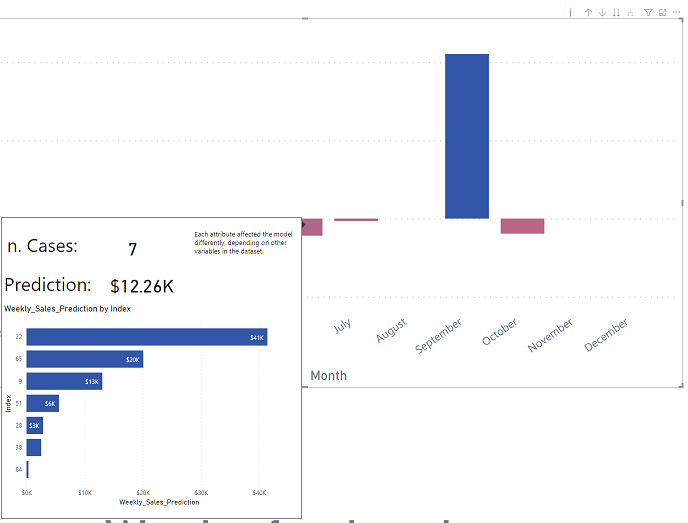 n. Cases: 7
Each attribute affected the model
differently, depending on other
variables in the dataset.
Prediction: $12.26K
Weekly_Sales_Prediction by Index
Index
22 $41K
65 $20K
9 $13K
51 $6K
28 $3K
38
84
$0K $10K $20K $30K $40K
Weekly_Sales_Prediction
July August September October November December
Month